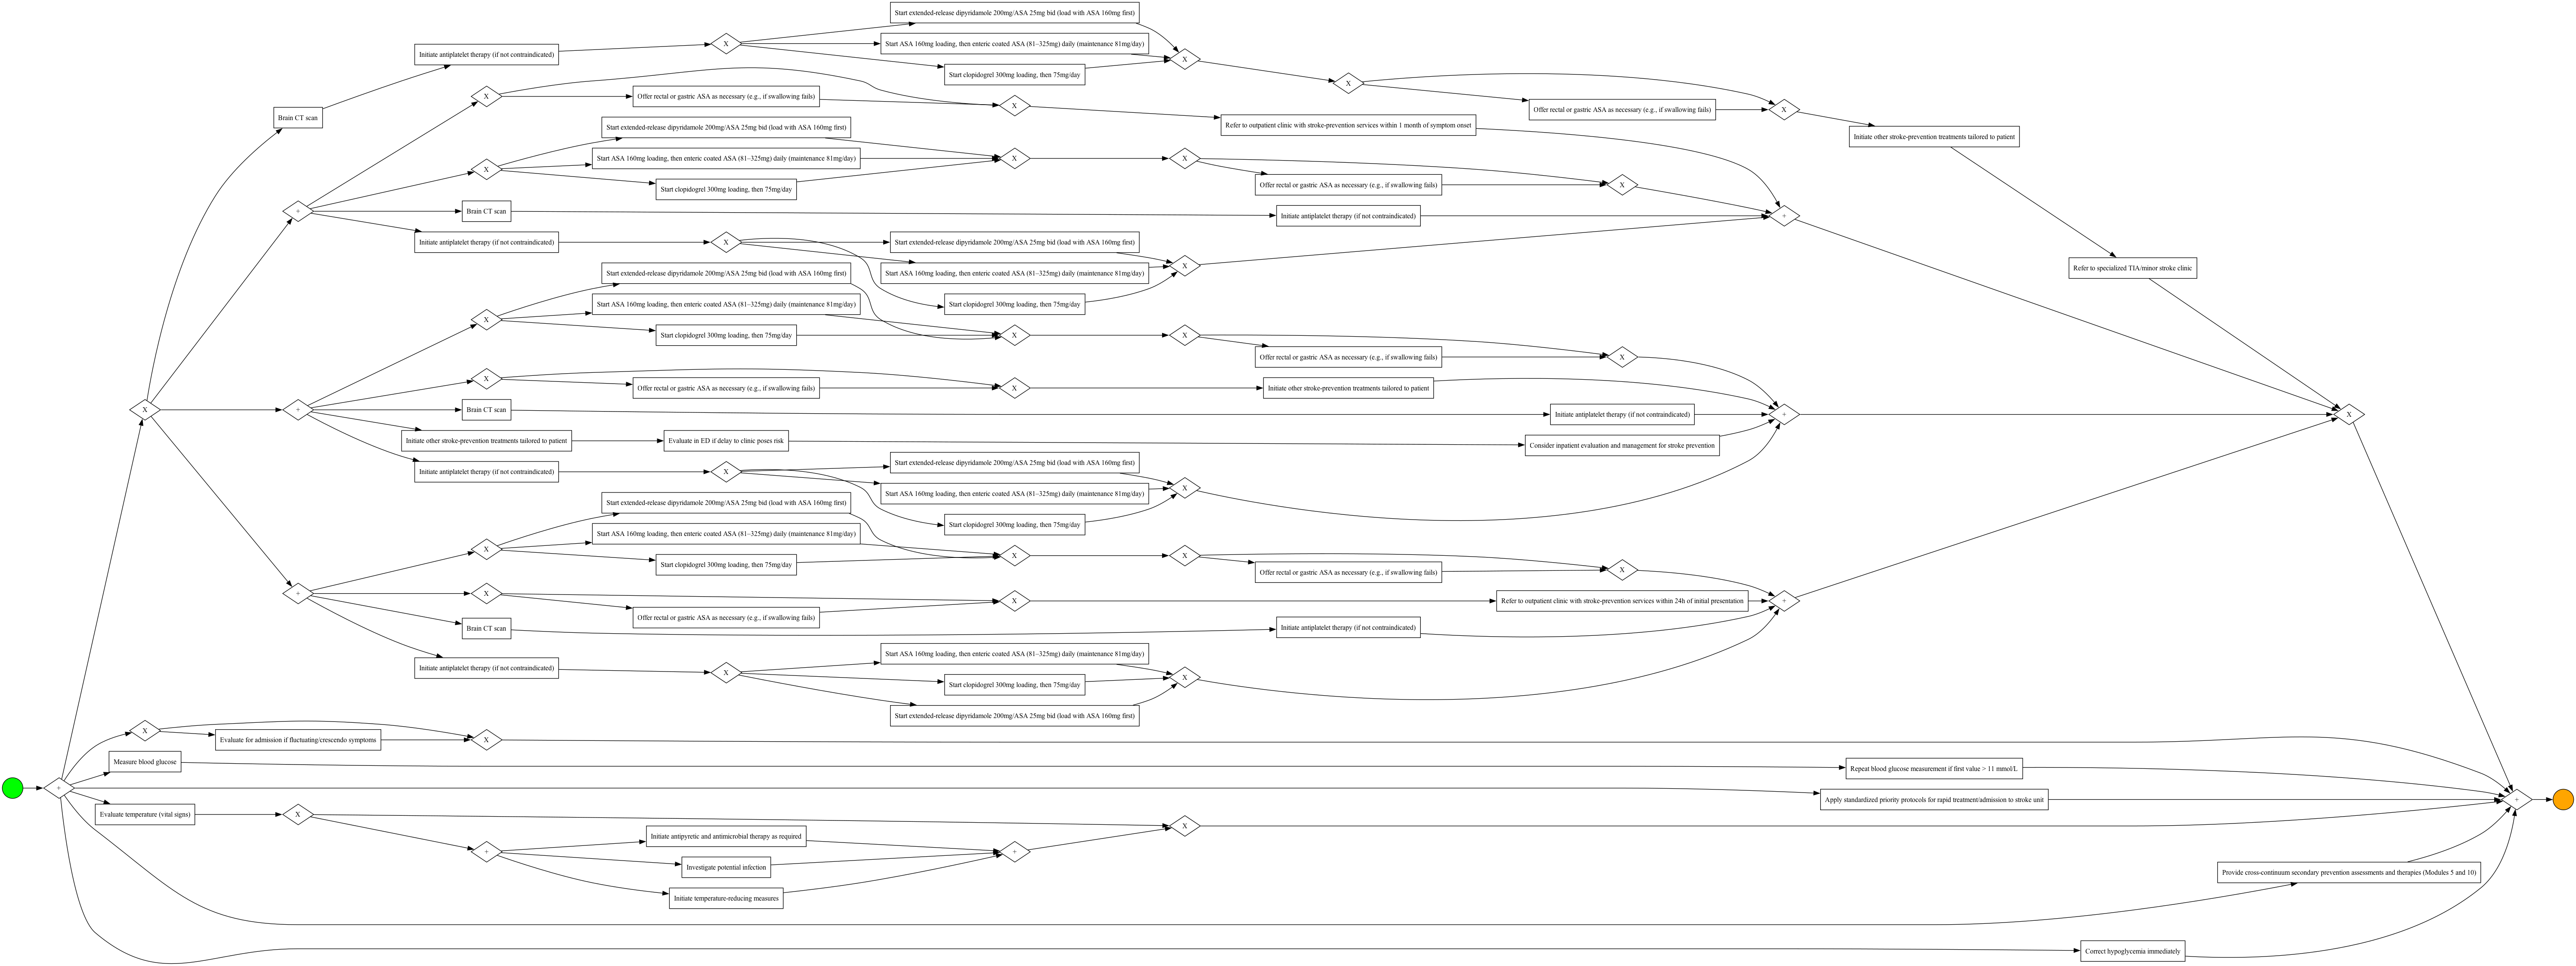 Start extended-release dipyridamole 200mg/ASA 25mg bid (load with ASA 160mg first)
X
Start ASA 160mg loading, then enteric coated ASA (81–325mg) daily (maintenance 81mg/day)
Initiate antiplatelet therapy (if not contraindicated)
X
Start clopidogrel 300mg loading, then 75mg/day
X
X
Offer rectal or gastric ASA as necessary (e.g., if swallowing fails)
X
Offer rectal or gastric ASA as necessary (e.g., if swallowing fails)
X
Brain CT scan
Refer to outpatient clinic with stroke-prevention services within 1 month of symptom onset
Start extended-release dipyridamole 200mg/ASA 25mg bid (load with ASA 160mg first)
Initiate other stroke-prevention treatments tailored to patient
Start ASA 160mg loading, then enteric coated ASA (81–325mg) daily (maintenance 81mg/day)
X
X
X
Start clopidogrel 300mg loading, then 75mg/day
Offer rectal or gastric ASA as necessary (e.g., if swallowing fails)
X
+
Brain CT scan
Initiate antiplatelet therapy (if not contraindicated)
+
Initiate antiplatelet therapy (if not contraindicated)
X
Start extended-release dipyridamole 200mg/ASA 25mg bid (load with ASA 160mg first)
X
Refer to specialized TIA/minor stroke clinic
Start extended-release dipyridamole 200mg/ASA 25mg bid (load with ASA 160mg first)
Start ASA 160mg loading, then enteric coated ASA (81–325mg) daily (maintenance 81mg/day)
Start ASA 160mg loading, then enteric coated ASA (81–325mg) daily (maintenance 81mg/day)
Start clopidogrel 300mg loading, then 75mg/day
X
Start clopidogrel 300mg loading, then 75mg/day
X
X
Offer rectal or gastric ASA as necessary (e.g., if swallowing fails)
X
X
Offer rectal or gastric ASA as necessary (e.g., if swallowing fails)
X
Initiate other stroke-prevention treatments tailored to patient
X
+
Brain CT scan
Initiate antiplatelet therapy (if not contraindicated)
+
X
Initiate other stroke-prevention treatments tailored to patient
Evaluate in ED if delay to clinic poses risk
Consider inpatient evaluation and management for stroke prevention
Start extended-release dipyridamole 200mg/ASA 25mg bid (load with ASA 160mg first)
Initiate antiplatelet therapy (if not contraindicated)
X
X
Start ASA 160mg loading, then enteric coated ASA (81–325mg) daily (maintenance 81mg/day)
Start extended-release dipyridamole 200mg/ASA 25mg bid (load with ASA 160mg first)
Start clopidogrel 300mg loading, then 75mg/day
Start ASA 160mg loading, then enteric coated ASA (81–325mg) daily (maintenance 81mg/day)
X
X
X
Start clopidogrel 300mg loading, then 75mg/day
Offer rectal or gastric ASA as necessary (e.g., if swallowing fails)
X
+
X
X
Refer to outpatient clinic with stroke-prevention services within 24h of initial presentation
+
Offer rectal or gastric ASA as necessary (e.g., if swallowing fails)
Brain CT scan
Initiate antiplatelet therapy (if not contraindicated)
Start ASA 160mg loading, then enteric coated ASA (81–325mg) daily (maintenance 81mg/day)
Initiate antiplatelet therapy (if not contraindicated)
X
X
Start clopidogrel 300mg loading, then 75mg/day
Start extended-release dipyridamole 200mg/ASA 25mg bid (load with ASA 160mg first)
X
Evaluate for admission if fluctuating/crescendo symptoms
X
Measure blood glucose
Repeat blood glucose measurement if first value > 11 mmol/L
+
Apply standardized priority protocols for rapid treatment/admission to stroke unit
+
Evaluate temperature (vital signs)
X
X
Initiate antipyretic and antimicrobial therapy as required
+
+
Investigate potential infection
Provide cross-continuum secondary prevention assessments and therapies (Modules 5 and 10)
Initiate temperature-reducing measures
Correct hypoglycemia immediately